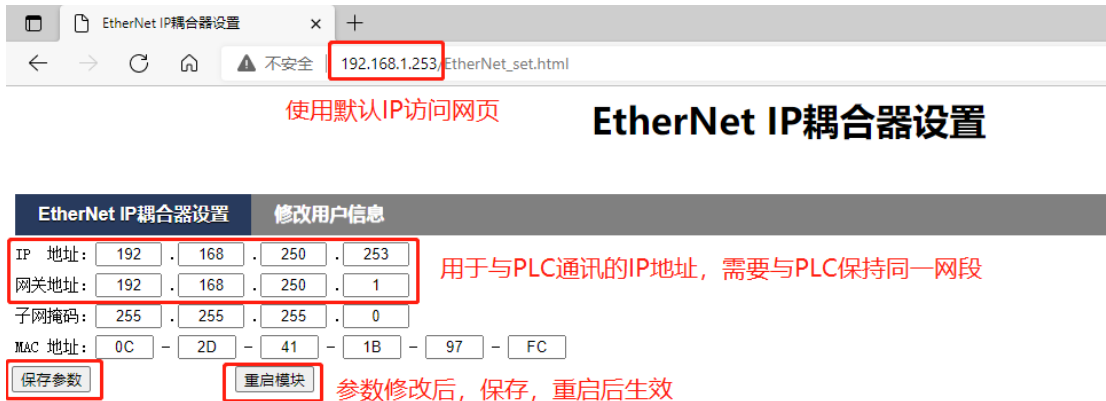 EtherNet IP耦合器设置
不安全 192.168.1.253/EtherNet_set.html
使用默认IP访问网页
EtherNet IP耦合器设置
EtherNet IP耦合器设置 修改用户信息
IP 地址: 192 . 168 . 250 . 253
用于与PLC通讯的IP地址，需要与PLC保持同一网段
网关地址: 192 . 168 . 250 . 1
子网掩码: 255 . 255 . 255 . 0
MAC 地址: 0C - 2D - 41 - 1B - 97 - FC
保存参数 重启模块 参数修改后，保存，重启后生效